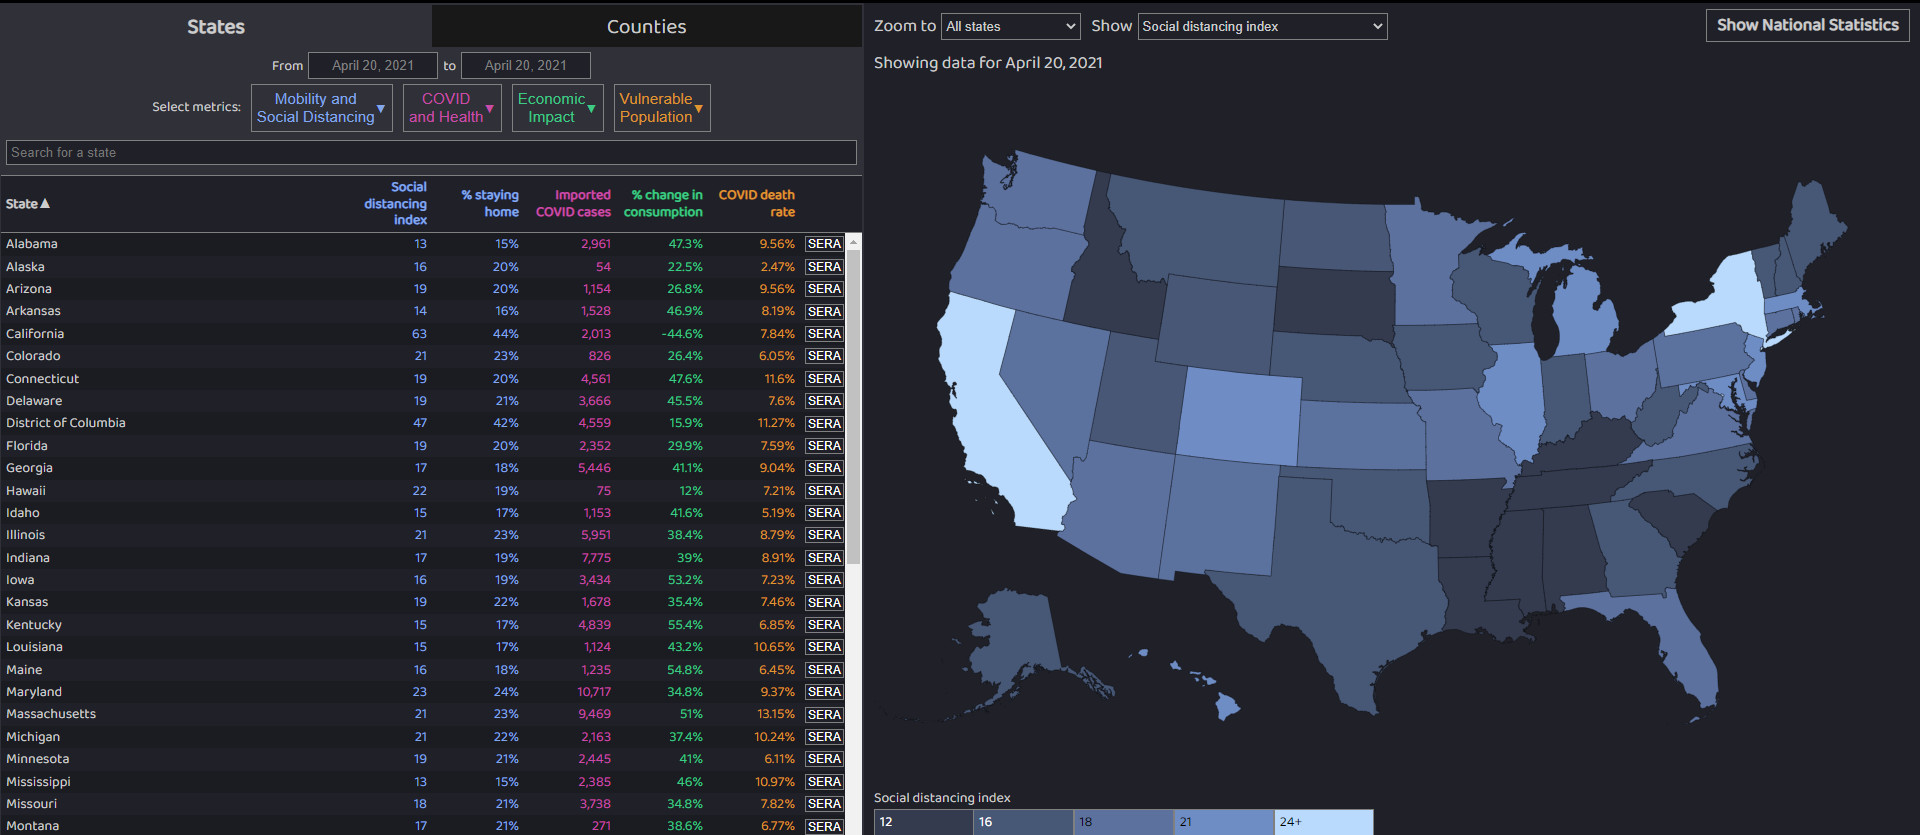 States
Counties
From April 20, 2021 to April 20, 2021
Select metrics:
Mobility and
Social Distancing▼
COVID
and Health▼
Economic
Impact▼
Vulnerable
Population▼
Search for a state
State▲
Social
distancing
index
% staying
home
Imported
COVID cases
% change in
consumption
COVID death
rate
Alabama 13 15% 2,961 47.3% 9.56% SERA
Alaska 16 20% 54 22.5% 2.47% SERA
Arizona 19 20% 1,154 26.8% 9.56% SERA
Arkansas 14 16% 1,528 46.9% 8.19% SERA
California 63 44% 2,013 -44.6% 7.84% SERA
Colorado 21 23% 826 26.4% 6.05% SERA
Connecticut 19 20% 4,561 47.6% 11.6% SERA
Delaware 19 21% 3,666 45.5% 7.6% SERA
District of Columbia 47 42% 4,559 15.9% 11.27% SERA
Florida 19 20% 2,352 29.9% 7.59% SERA
Georgia 17 18% 5,446 41.1% 9.04% SERA
Hawaii 22 19% 75 12% 7.21% SERA
Idaho 15 17% 1,153 41.6% 5.19% SERA
Illinois 21 23% 5,951 38.4% 8.79% SERA
Indiana 17 19% 7,775 39% 8.91% SERA
Iowa 16 19% 3,434 53.2% 7.23% SERA
Kansas 19 22% 1,678 35.4% 7.46% SERA
Kentucky 15 17% 4,839 55.4% 6.85% SERA
Louisiana 15 17% 1,124 43.2% 10.65% SERA
Maine 16 18% 1,235 54.8% 6.45% SERA
Maryland 23 24% 10,717 34.8% 9.37% SERA
Massachusetts 21 23% 9,469 51% 13.15% SERA
Michigan 21 22% 2,163 37.4% 10.24% SERA
Minnesota 19 21% 2,445 41% 6.11% SERA
Mississippi 13 15% 2,385 46% 10.97% SERA
Missouri 18 21% 3,738 34.8% 7.82% SERA
Montana 17 21% 271 38.6% 6.77% SERA
Zoom to All states Show Social distancing index
Show National Statistics
Showing data for April 20, 2021
Social distancing index
12 16 18 21 24+